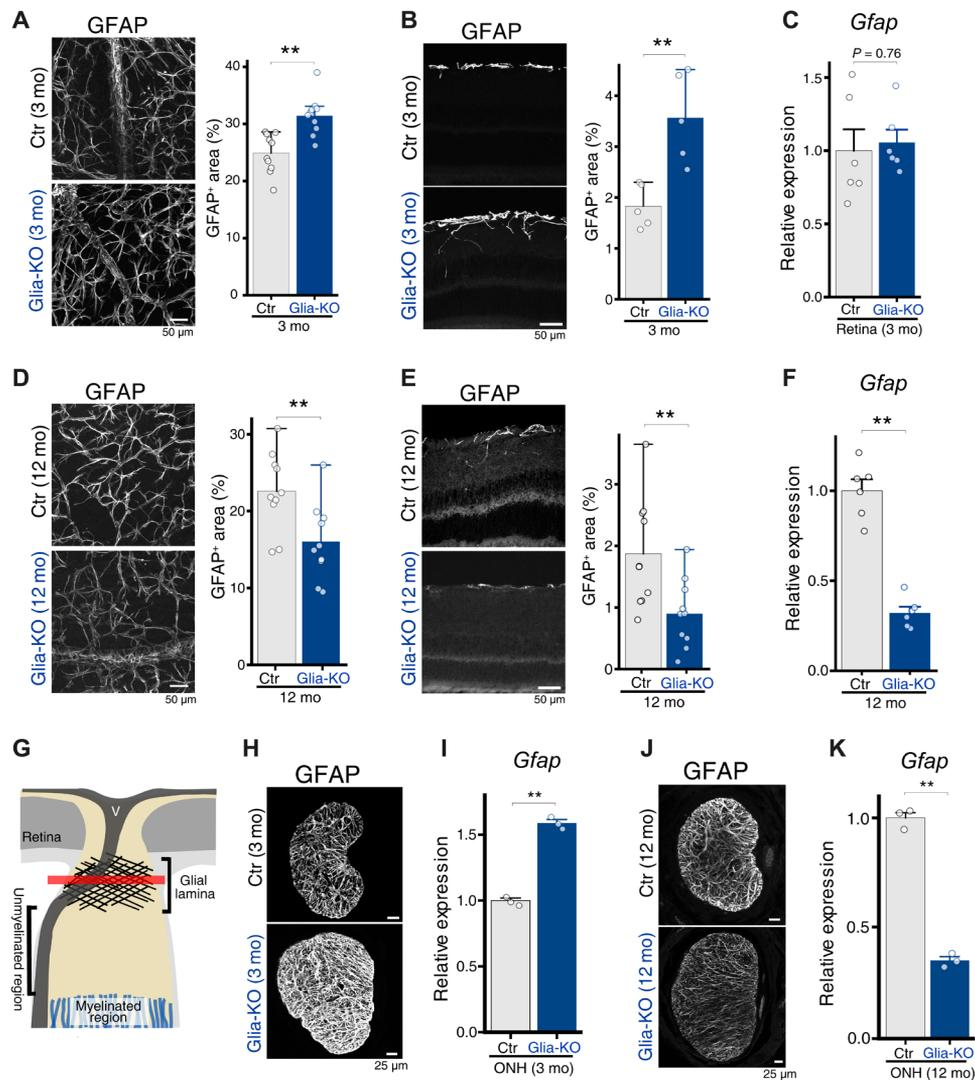 A
GFAP
Ctr (3 mo)
Glia-KO (3 mo)
50 µm
GFAP+ area (%)
40
30
20
10
0
**
Ctr Glia-KO
3 mo
B
GFAP
Ctr (3 mo)
Glia-KO (3 mo)
50 µm
GFAP+ area (%)
4
3
2
1
0
**
Ctr Glia-KO
3 mo
C
Gfap
P = 0.76
Relative expression
1.5
1.0
0.5
0.0
Ctr Glia-KO
Retina (3 mo)
D
GFAP
Ctr (12 mo)
Glia-KO (12 mo)
50 µm
GFAP+ area (%)
30
20
10
0
**
Ctr Glia-KO
12 mo
E
GFAP
Ctr (12 mo)
Glia-KO (12 mo)
50 µm
GFAP+ area (%)
3
2
1
0
**
Ctr Glia-KO
12 mo
F
Gfap
**
Relative expression
1.0
0.5
0.0
Ctr Glia-KO
12 mo
G
V
Retina
Glial
lamina
Unmyelinated region
Myelinated
region
H
GFAP
Ctr (3 mo)
Glia-KO (3 mo)
25 µm
I
Gfap
**
Relative expression
1.5
1.0
0.5
0.0
Ctr Glia-KO
ONH (3 mo)
J
GFAP
Ctr (12 mo)
Glia-KO (12 mo)
25 µm
K
Gfap
**
Relative expression
1.0
0.5
0.0
Ctr Glia-KO
ONH (12 mo)